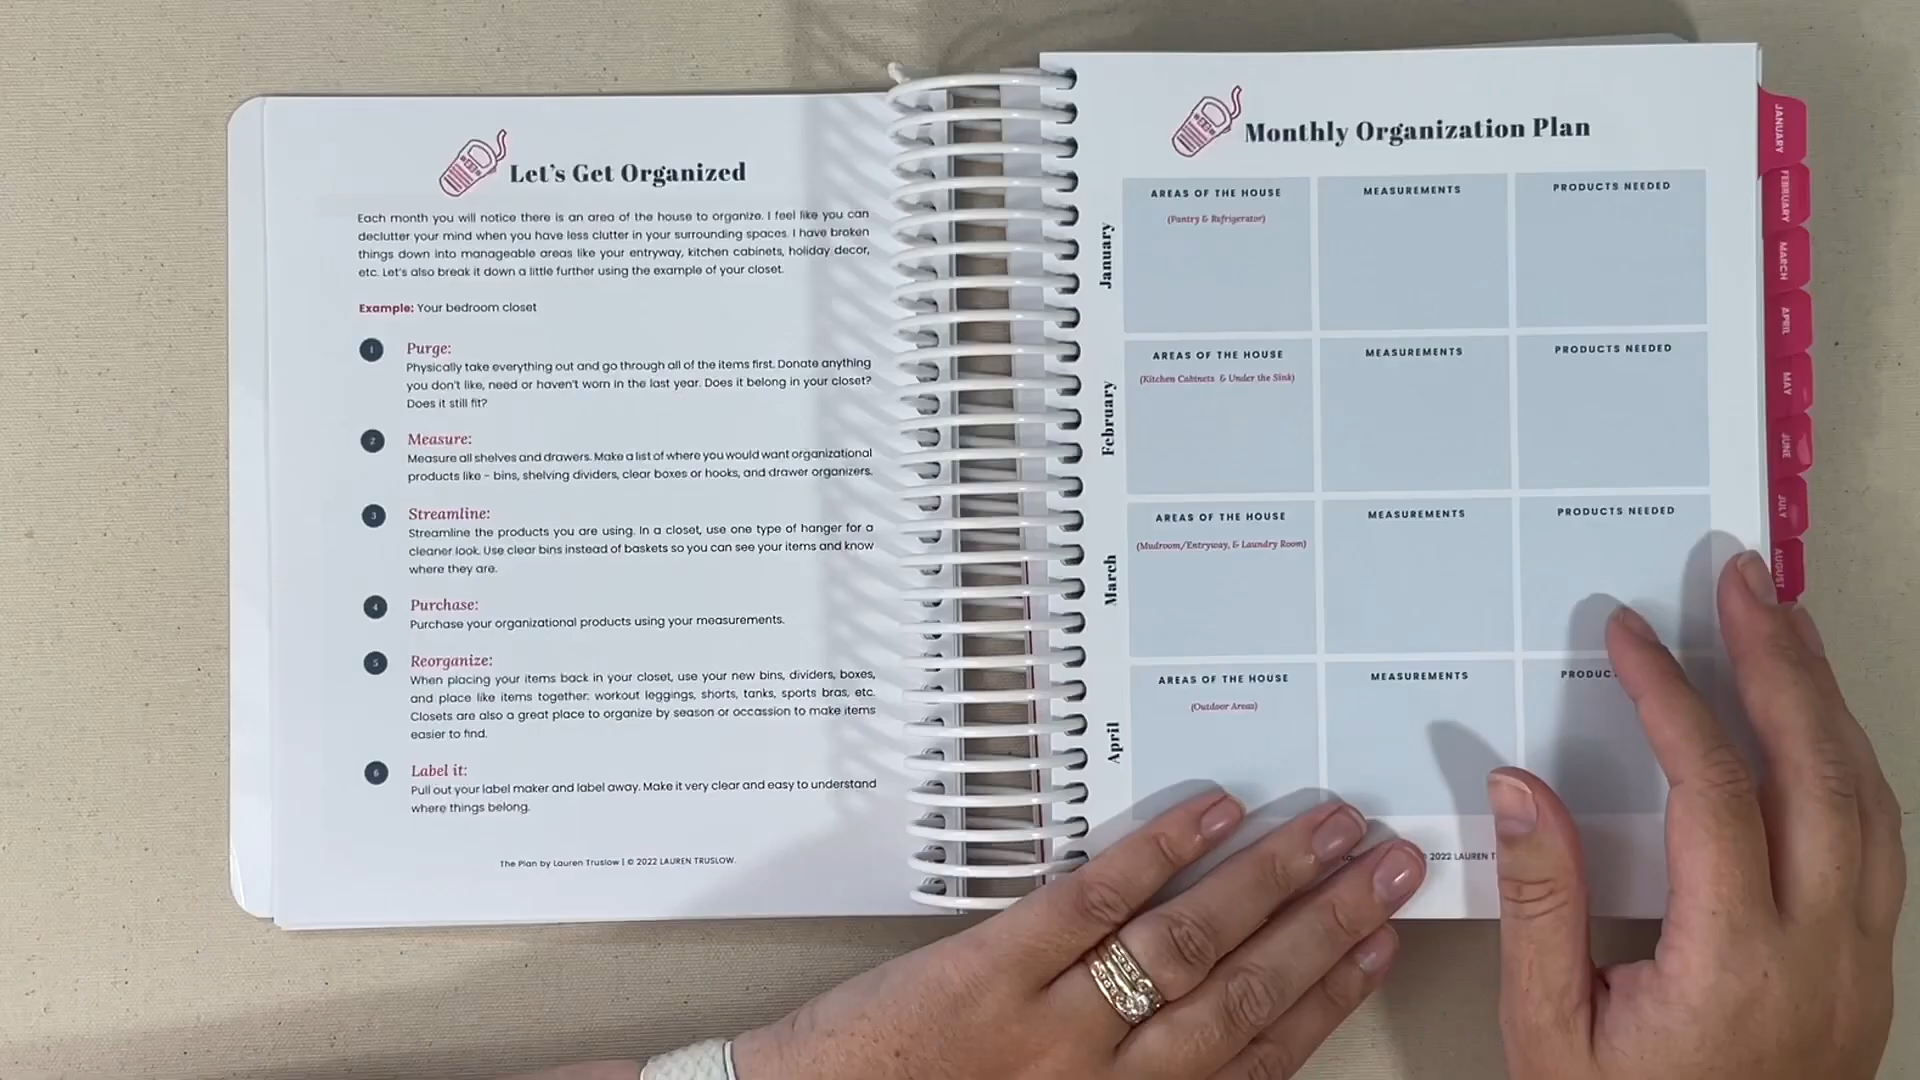 Let's Get Organized
Each month you will notice there is an area of the house to organize. I feel like you can
declutter your mind when you have less clutter in your surrounding spaces. I have broken
things down into manageable areas like your entryway, kitchen cabinets, holiday decor,
etc. Let's also break it down a little further using the example of your closet.
Example: Your bedroom closet
1 Purge:
Physically take everything out and go through all of the items first. Donate anything
you don't like, need or haven't worn in the last year. Does it belong in your closet?
Does it still fit?
2 Measure:
Measure all shelves and drawers. Make a list of where you would want organizational
products like - bins, shelving dividers, clear boxes or hooks, and drawer organizers.
3 Streamline:
Streamline the products you are using. In a closet, use one type of hanger for a
cleaner look. Use clear bins instead of baskets so you can see your items and know
where they are.
4 Purchase:
Purchase your organizational products using your measurements.
5 Reorganize:
When placing your items back in your closet, use your new bins, dividers, boxes,
and place like items together: workout leggings, shorts, tanks, sports bras, etc.
Closets are also a great place to organize by season or occassion to make items
easier to find.
6 Label it:
Pull out your label maker and label away. Make it very clear and easy to understand
where things belong.
The Plan by Lauren Truslow | © 2022 LAUREN TRUSLOW.
Monthly Organization Plan
January
AREAS OF THE HOUSE MEASUREMENTS PRODUCTS NEEDED
(Pantry & Refrigerator)
February
AREAS OF THE HOUSE MEASUREMENTS PRODUCTS NEEDED
(Kitchen Cabinets & Under the Sink)
March
AREAS OF THE HOUSE MEASUREMENTS PRODUCTS NEEDED
(Mudroom/Entryway, & Laundry Room)
April
AREAS OF THE HOUSE MEASUREMENTS
(Outdoor Areas)
2022 LAUREN
JANUARY
FEBRUARY
MARCH
APRIL
MAY
JUNE
JULY
AUGUST